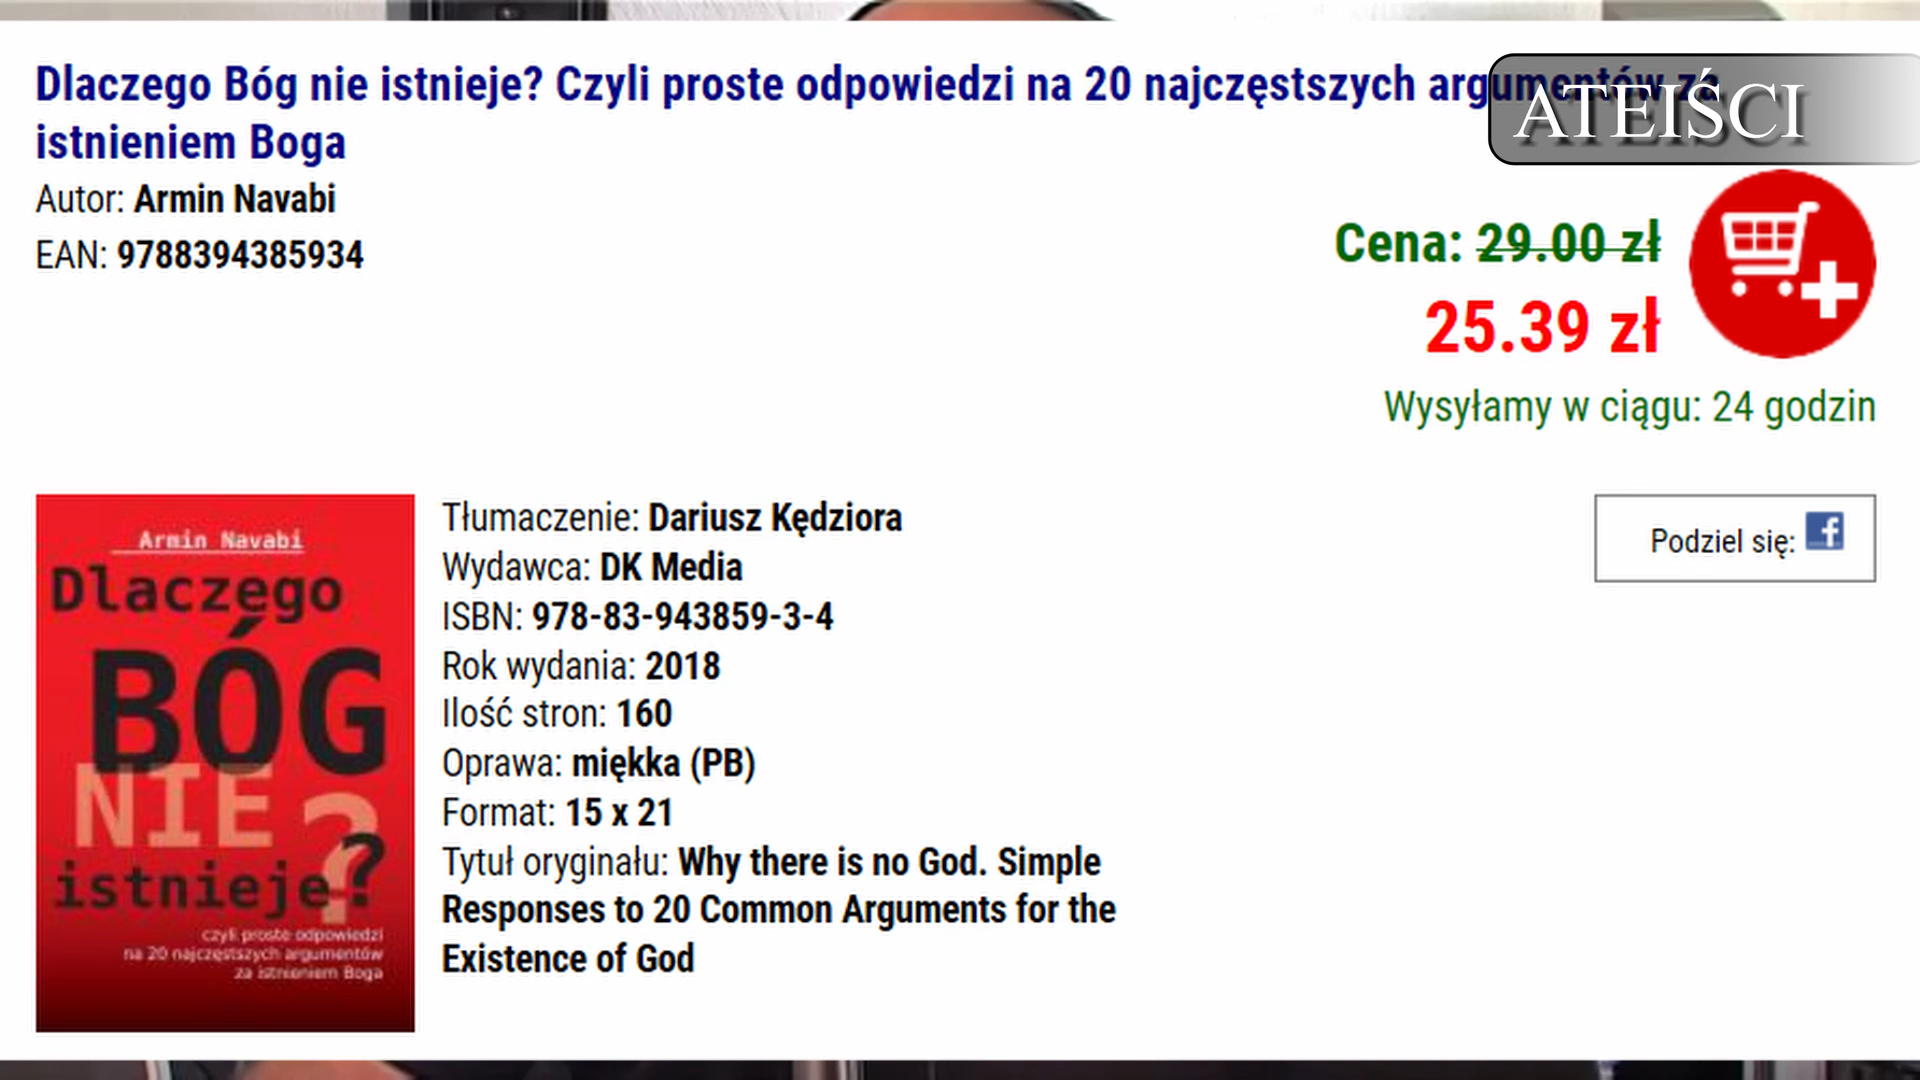 Dlaczego Bóg nie istnieje? Czyli proste odpowiedzi na 20 najczęstszych argumentów za
istnieniem Boga
ATEIŚCI
Autor: Armin Navabi
EAN: 9788394385934
Cena: 29.00 zł
25.39 zł
Wysyłamy w ciągu: 24 godzin
Armin Navabi
Dlaczego
BÓG
NIE
istnieje?
czyli proste odpowiedzi
na 20 najczęstszych argumentów
za istnieniem Boga
Tłumaczenie: Dariusz Kędziora
Wydawca: DK Media
ISBN: 978-83-943859-3-4
Rok wydania: 2018
Ilość stron: 160
Oprawa: miękka (PB)
Format: 15 x 21
Tytuł oryginału: Why there is no God. Simple
Responses to 20 Common Arguments for the
Existence of God
Podziel się: